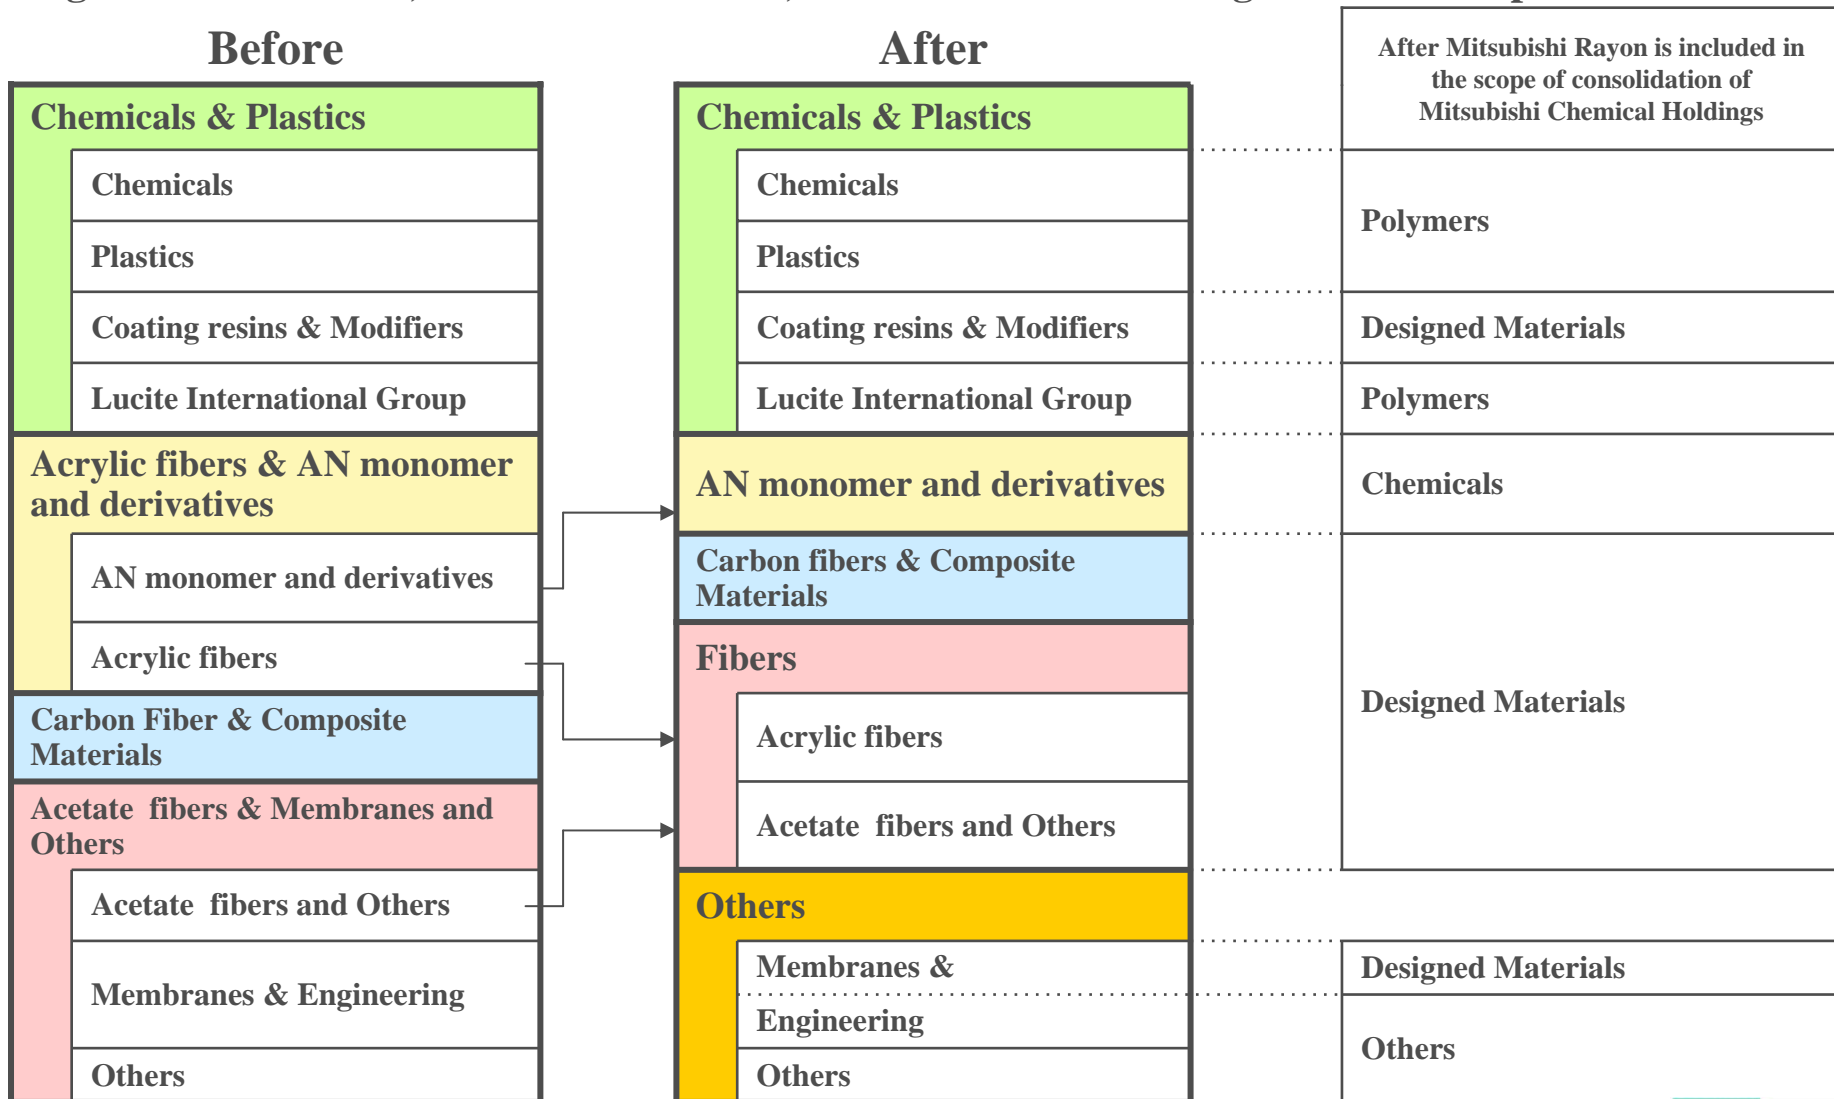 Before
Chemicals & Plastics
Chemicals
Plastics
Coating resins & Modifiers
Lucite International Group
Acrylic fibers & AN monomer
and derivatives
AN monomer and derivatives
Acrylic fibers
Carbon Fiber & Composite
Materials
Acetate fibers & Membranes and
Others
Acetate fibers and Others
Membranes & Engineering
Others
After
Chemicals & Plastics
Chemicals
Plastics
Coating resins & Modifiers
Lucite International Group
AN monomer and derivatives
Carbon fibers & Composite
Materials
Fibers
Acrylic fibers
Acetate fibers and Others
Others
Membranes &
Engineering
Others
After Mitsubishi Rayon is included in
the scope of consolidation of
Mitsubishi Chemical Holdings
Polymers
Designed Materials
Polymers
Chemicals
Designed Materials
Designed Materials
Others